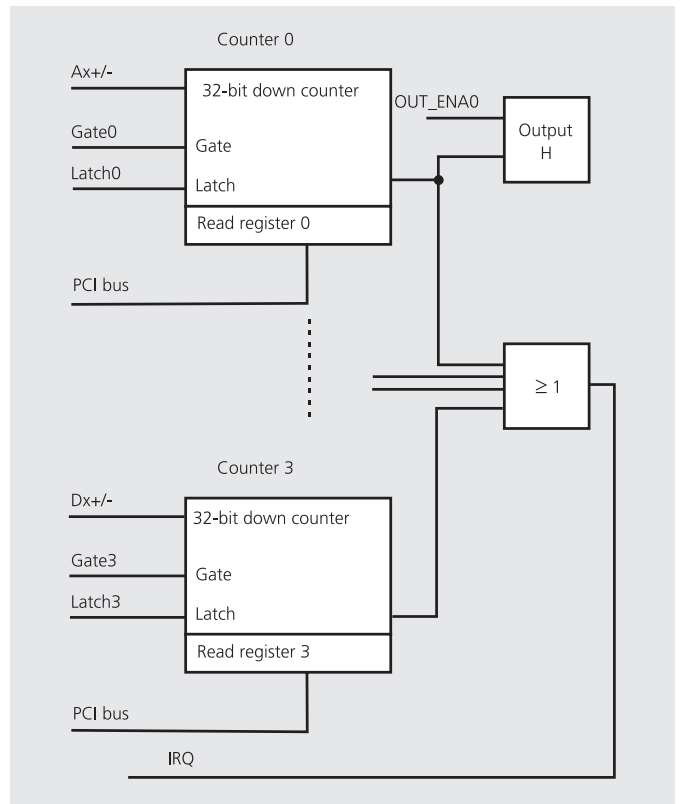 Counter 0
Ax+/-
32-bit down counter
OUT_ENA0
Output
H
Gate0
Gate
Latch0
Latch
Read register 0
PCI bus
≥ 1
Counter 3
Dx+/-
32-bit down counter
Gate3
Gate
Latch3
Latch
Read register 3
PCI bus
IRQ